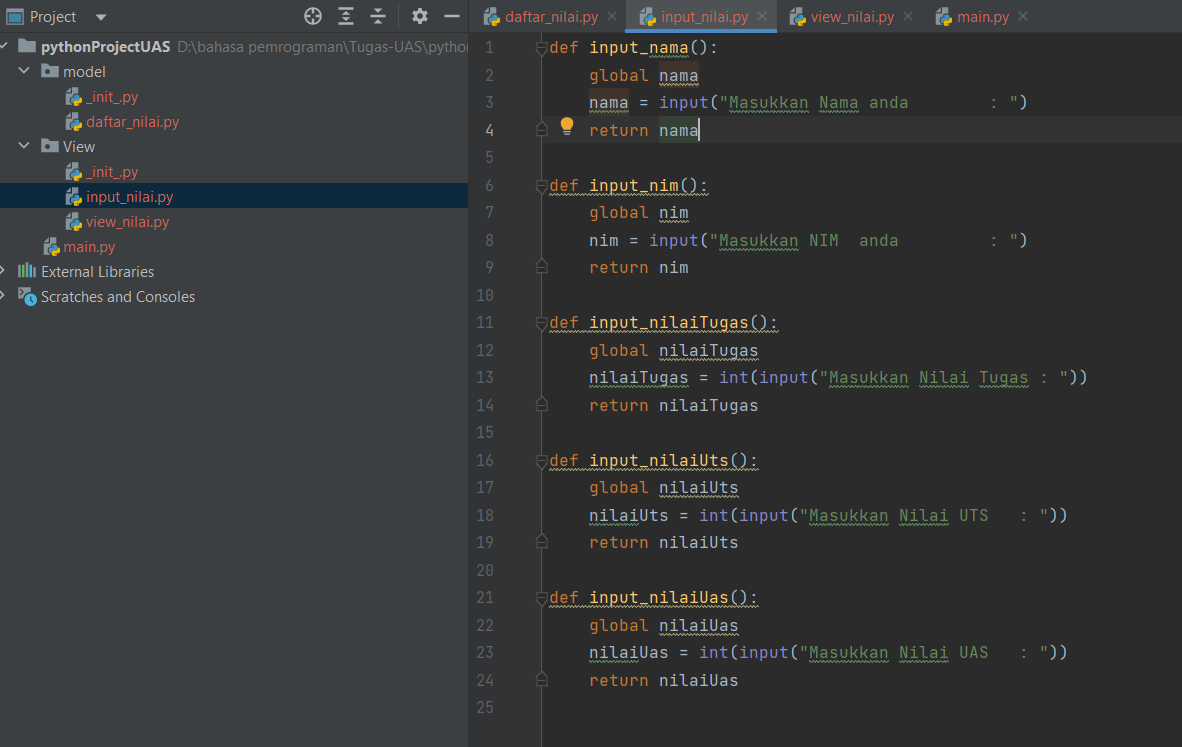 Project
pythonProjectUAS D:\bahasa pemrograman\Tugas-UAS\pytho
model
_init_.py
daftar_nilai.py
View
_init_.py
input_nilai.py
view_nilai.py
main.py
External Libraries
Scratches and Consoles
daftar_nilai.py input_nilai.py view_nilai.py main.py
1 def input_nama():
2     global nama
3     nama = input("Masukkan Nama anda        : ")
4     return nama
5
6 def input_nim():
7     global nim
8     nim = input("Masukkan NIM  anda         : ")
9     return nim
10
11 def input_nilaiTugas():
12     global nilaiTugas
13     nilaiTugas = int(input("Masukkan Nilai Tugas : "))
14     return nilaiTugas
15
16 def input_nilaiUts():
17     global nilaiUts
18     nilaiUts = int(input("Masukkan Nilai UTS   : "))
19     return nilaiUts
20
21 def input_nilaiUas():
22     global nilaiUas
23     nilaiUas = int(input("Masukkan Nilai UAS   : "))
24     return nilaiUas
25